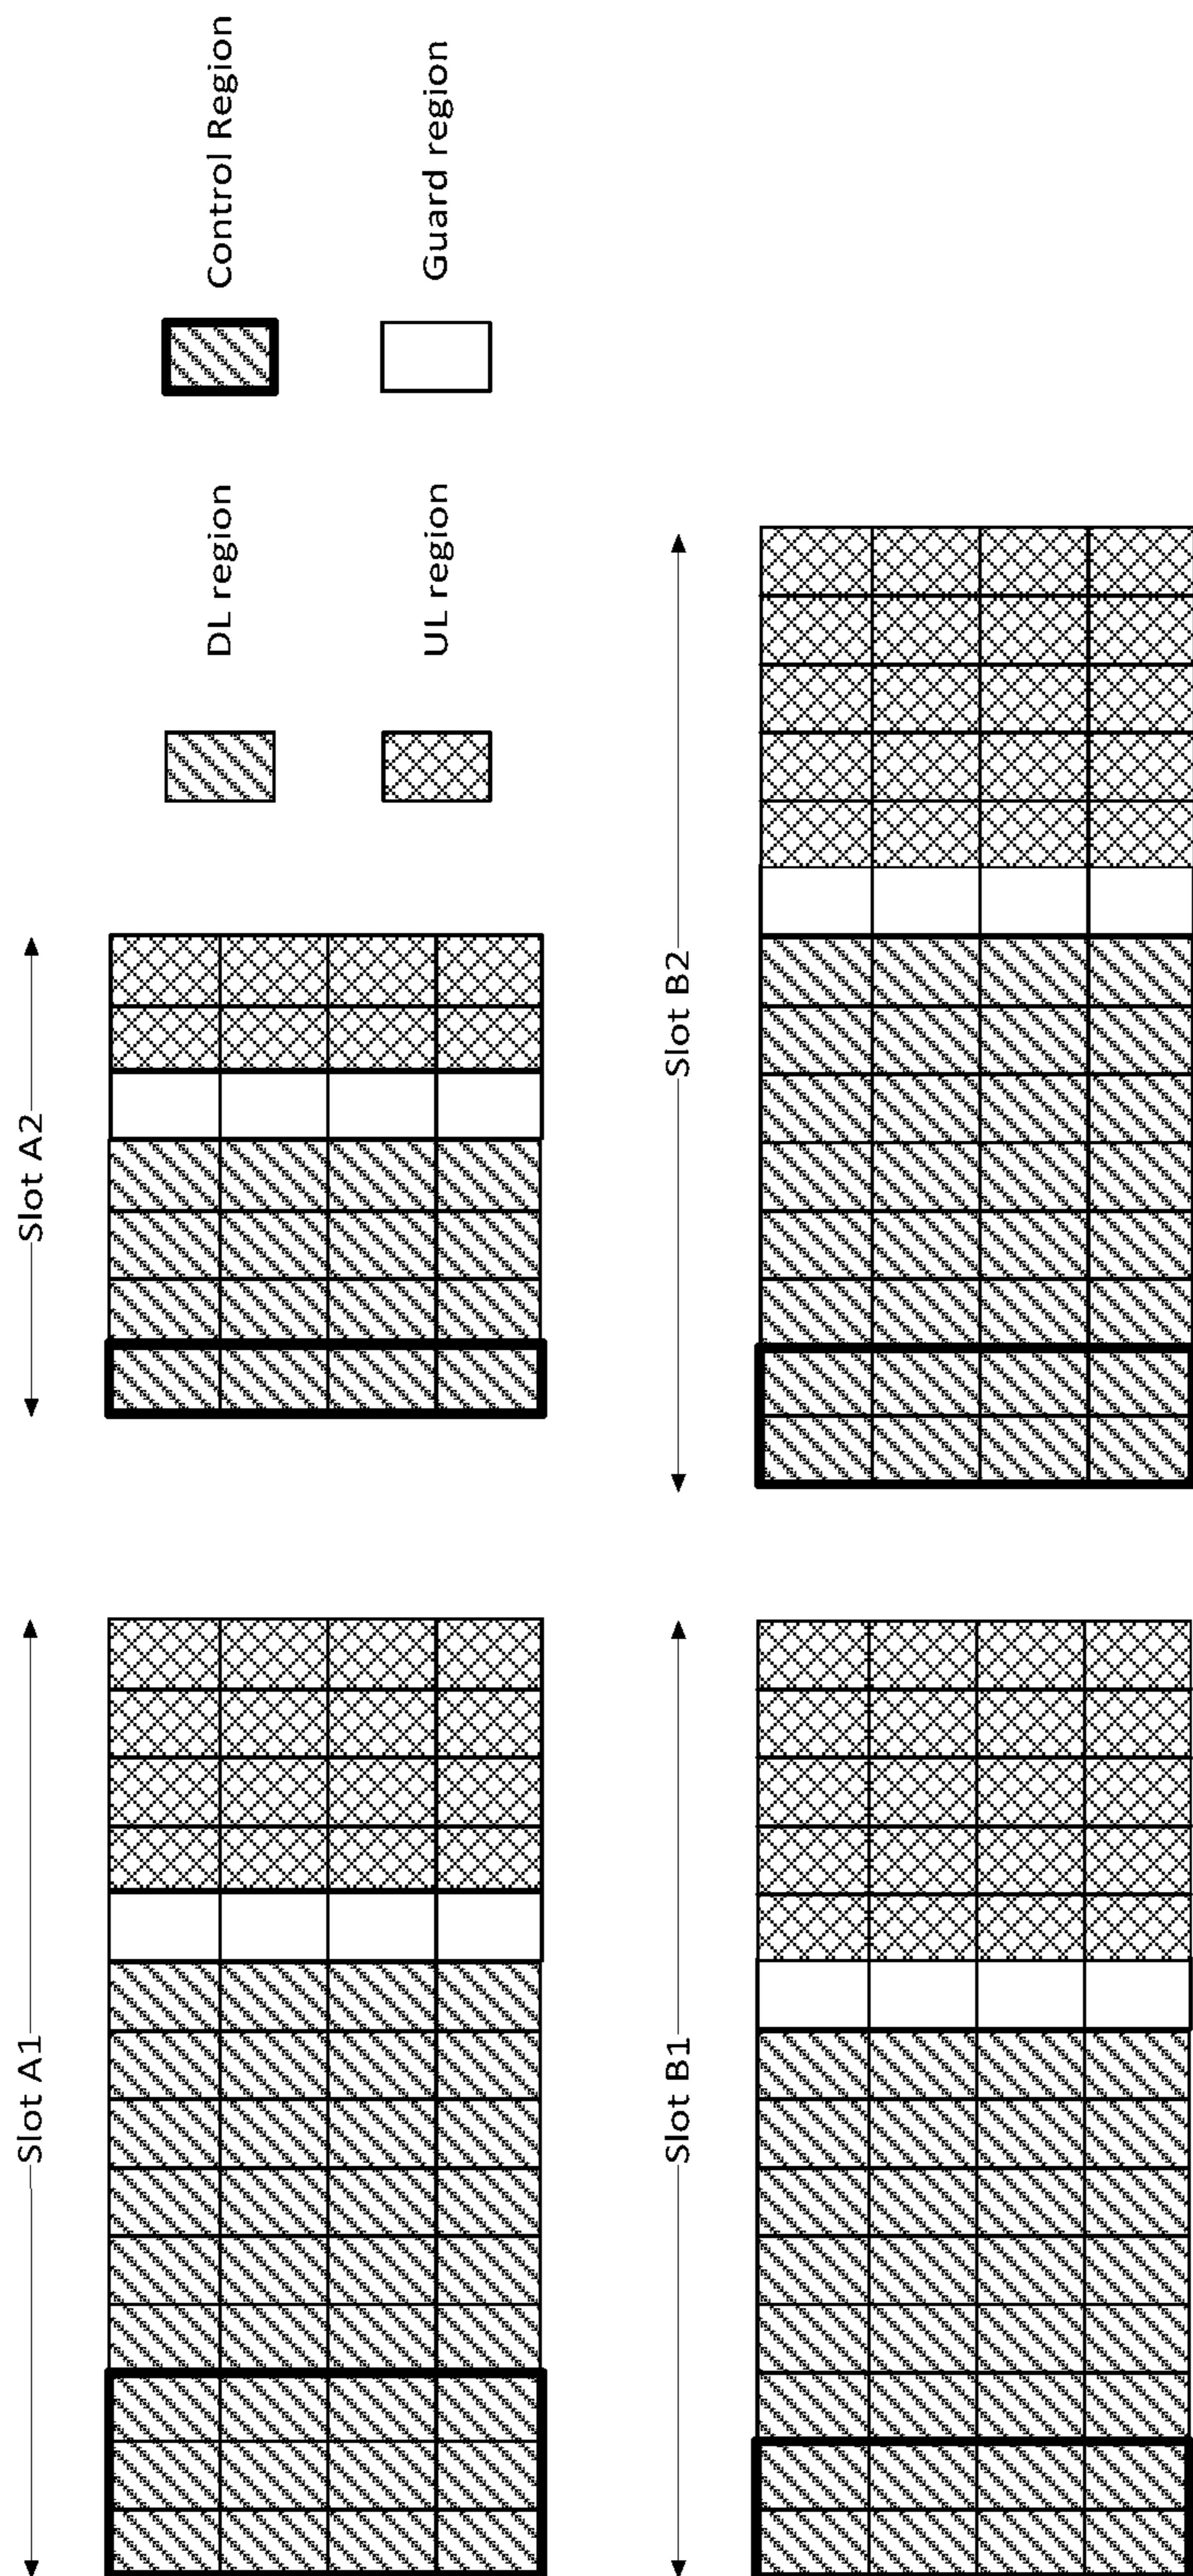 Slot A1
Slot A2
DL region
Control Region
UL region
Guard region
Slot B1
Slot B2